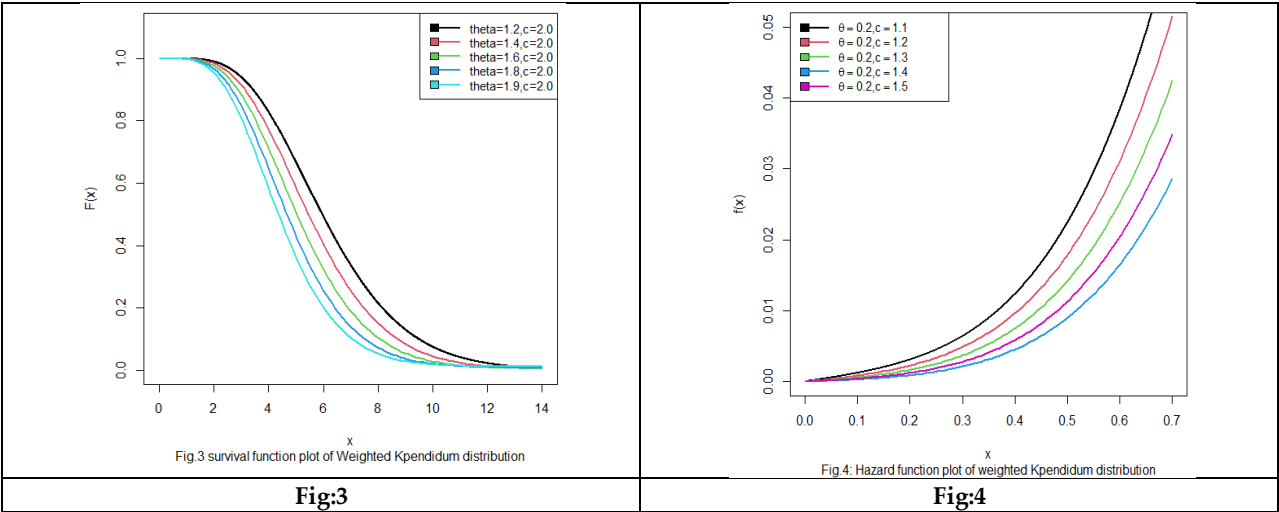 theta=1.2,c=2.0
theta=1.4,c=2.0
theta=1.6,c=2.0
theta=1.8,c=2.0
theta=1.9,c=2.0
F(x)
1.0
0.8
0.6
0.4
0.2
0.0
0 2 4 6 8 10 12 14
x
Fig.3 survival function plot of Weighted Kpendidum distribution
θ = 0.2,c = 1.1
θ = 0.2,c = 1.2
θ = 0.2,c = 1.3
θ = 0.2,c = 1.4
θ = 0.2,c = 1.5
f(x)
0.05
0.04
0.03
0.02
0.01
0.00
0.0 0.1 0.2 0.3 0.4 0.5 0.6 0.7
x
Fig.4: Hazard function plot of weighted Kpendidum distribution
Fig:3
Fig:4